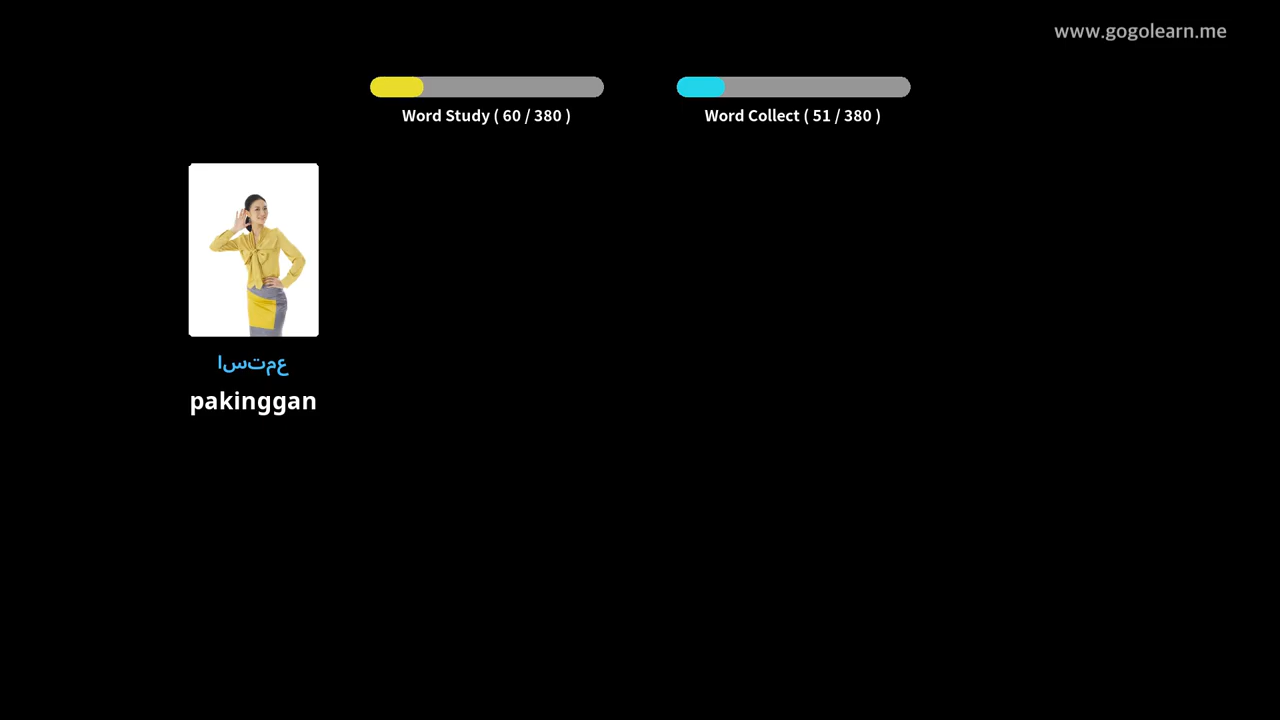 www.gogolearn.me
Word Study ( 60 / 380 )
Word Collect ( 51 / 380 )
استمع
pakinggan